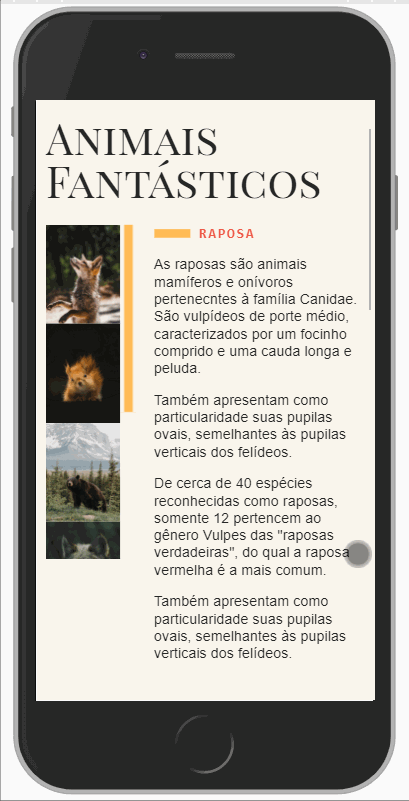 Animais
Fantásticos
RAPOSA
As raposas são animais
mamíferos e onívoros
pertenecntes à família Canidae.
São vulpídeos de porte médio,
caracterizados por um focinho
comprido e uma cauda longa e
peluda.
Também apresentam como
particularidade suas pupilas
ovais, semelhantes às pupilas
verticais dos felídeos.
De cerca de 40 espécies
reconhecidas como raposas,
somente 12 pertencem ao
gênero Vulpes das "raposas
verdadeiras", do qual a raposa
vermelha é a mais comum.
Também apresentam como
particularidade suas pupilas
ovais, semelhantes às pupilas
verticais dos felídeos.